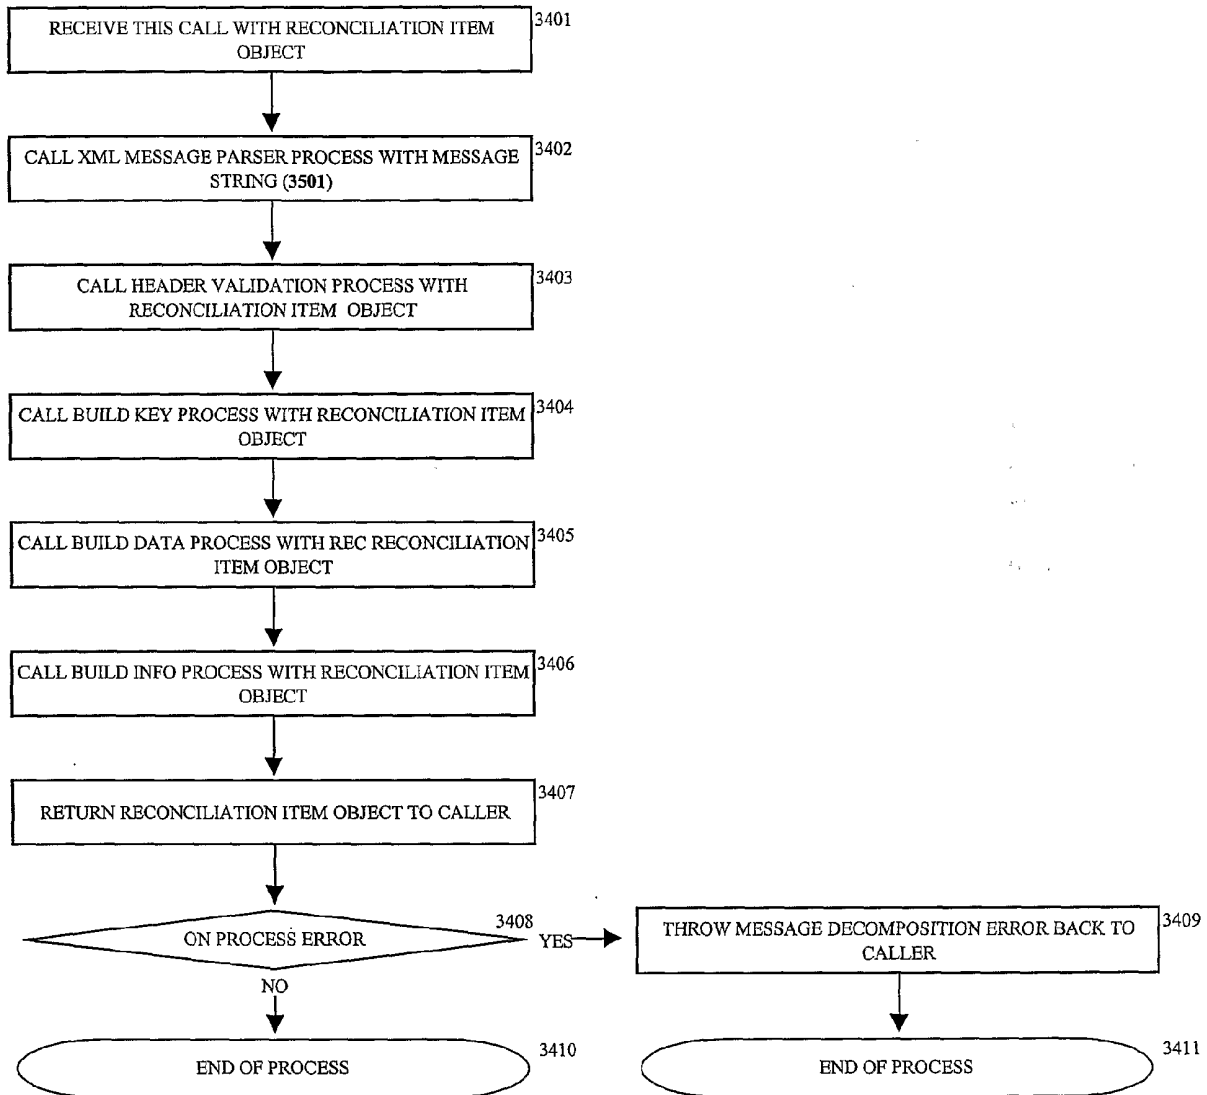 RECEIVE THIS CALL WITH RECONCILIATION ITEM
OBJECT
3401
CALL XML MESSAGE PARSER PROCESS WITH MESSAGE
STRING (3501)
3402
CALL HEADER VALIDATION PROCESS WITH
RECONCILIATION ITEM OBJECT
3403
CALL BUILD KEY PROCESS WITH RECONCILIATION ITEM
OBJECT
3404
CALL BUILD DATA PROCESS WITH REC RECONCILIATION
ITEM OBJECT
3405
CALL BUILD INFO PROCESS WITH RECONCILIATION ITEM
OBJECT
3406
RETURN RECONCILIATION ITEM OBJECT TO CALLER
3407
ON PROCESS ERROR
3408
YES
THROW MESSAGE DECOMPOSITION ERROR BACK TO
CALLER
3409
NO
END OF PROCESS
3410
END OF PROCESS
3411